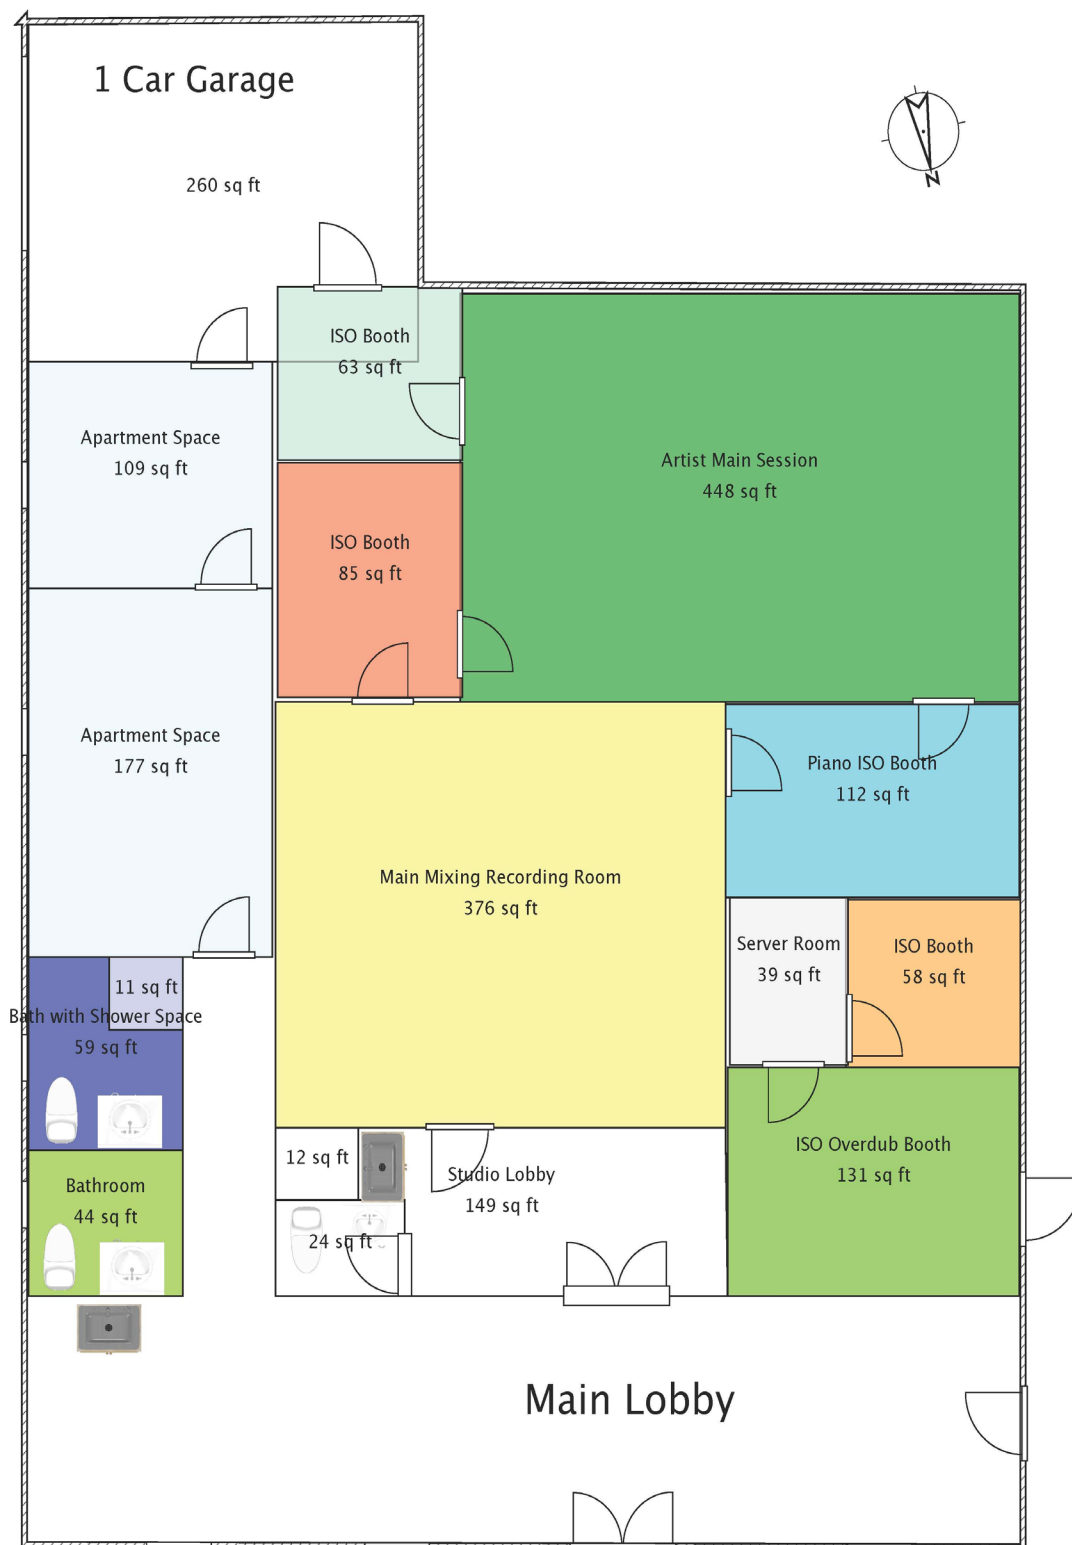 1 Car Garage
260 sq ft
N
ISO Booth
63 sq ft
Apartment Space
109 sq ft
Artist Main Session
448 sq ft
ISO Booth
85 sq ft
Apartment Space
177 sq ft
Piano ISO Booth
112 sq ft
Main Mixing Recording Room
376 sq ft
Server Room
39 sq ft
ISO Booth
58 sq ft
11 sq ft
Bath with Shower Space
59 sq ft
12 sq ft
Studio Lobby
149 sq ft
ISO Overdub Booth
131 sq ft
Bathroom
44 sq ft
24 sq ft
Main Lobby